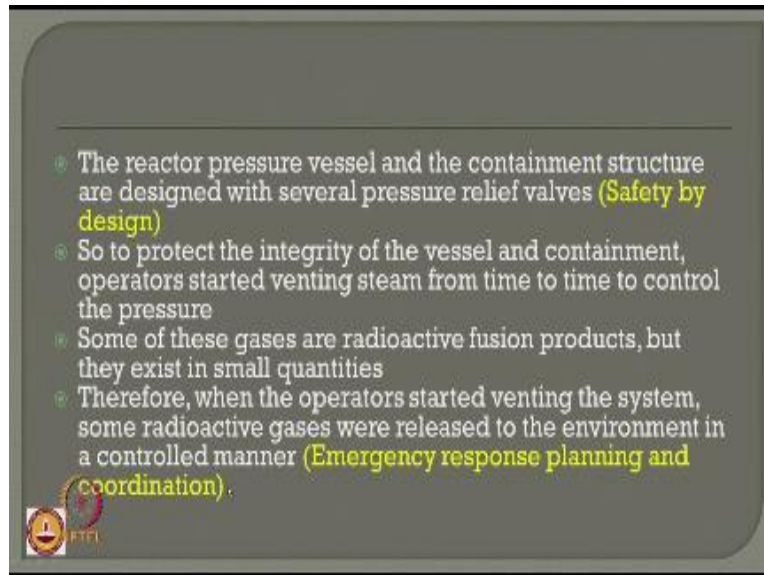 The reactor pressure vessel and the containment structure
are designed with several pressure relief valves (Safety by
design)
So to protect the integrity of the vessel and containment,
operators started venting steam from time to time to control
the pressure
Some of these gases are radioactive fusion products, but
they exist in small quantities
Therefore, when the operators started venting the system,
some radioactive gases were released to the environment in
a controlled manner (Emergency response planning and
coordination).